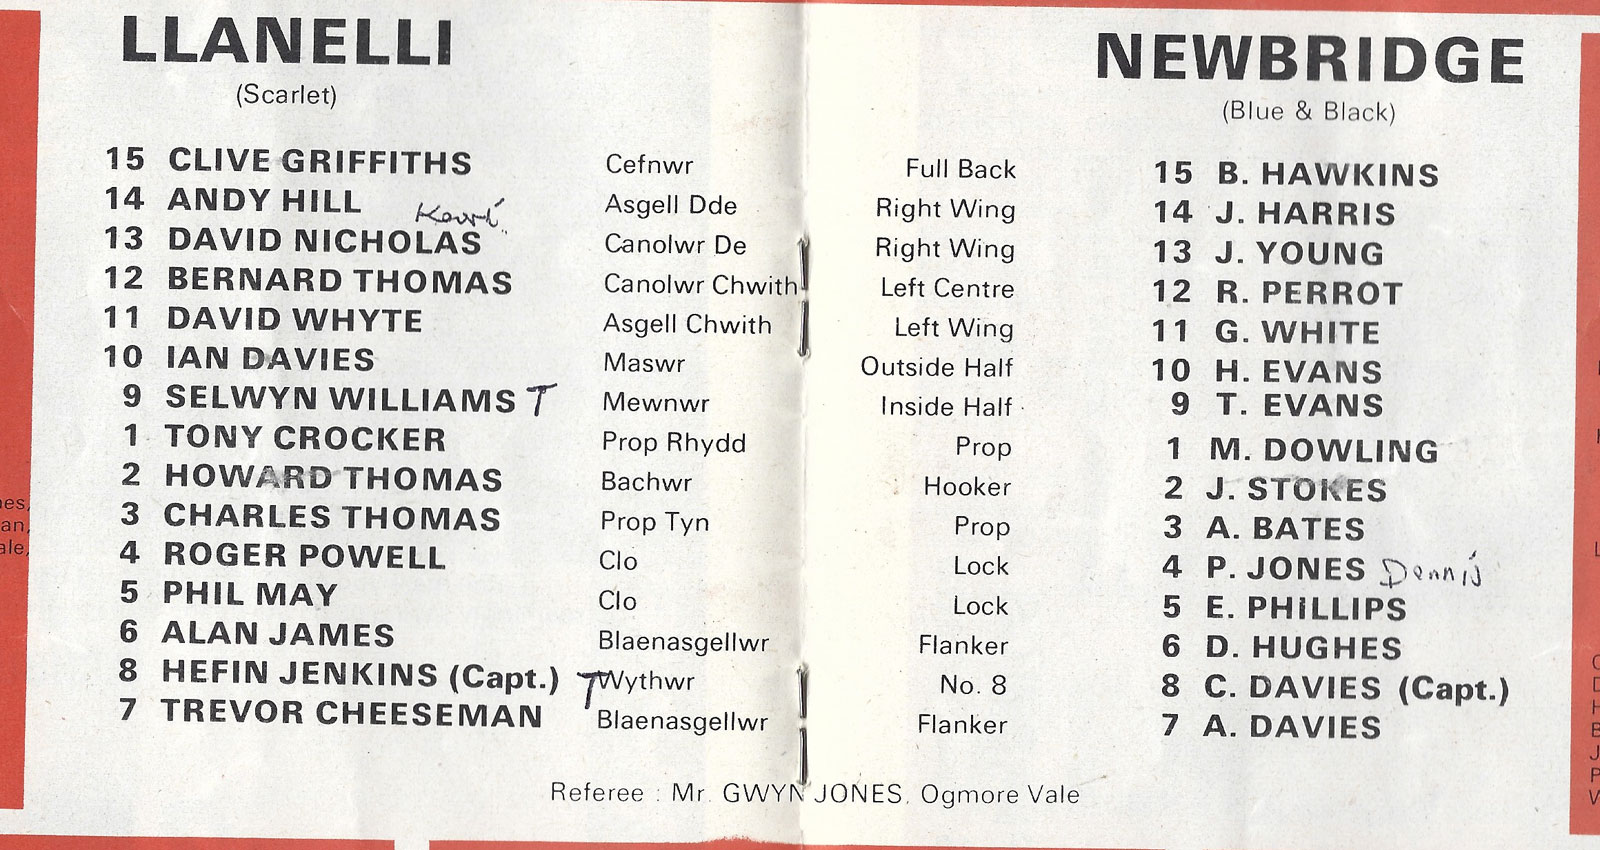 LLANELLI
(Scarlet)
15 CLIVE GRIFFITHS Cefnwr
14 ANDY HILL Asgell Dde
13 DAVID NICHOLAS Canolwr De
12 BERNARD THOMAS Canolwr Chwith
11 DAVID WHYTE Asgell Chwith
10 IAN DAVIES Maswr
9 SELWYN WILLIAMS T Mewnwr
1 TONY CROCKER Prop Rhydd
2 HOWARD THOMAS Bachwr
3 CHARLES THOMAS Prop Tyn
4 ROGER POWELL Clo
5 PHIL MAY Clo
6 ALAN JAMES Blaenasgellwr
8 HEFIN JENKINS (Capt.) T Wythwr
7 TREVOR CHEESEMAN Blaenasgellwr
NEWBRIDGE
(Blue & Black)
Full Back 15 B. HAWKINS
Right Wing 14 J. HARRIS
Right Wing 13 J. YOUNG
Left Centre 12 R. PERROT
Left Wing 11 G. WHITE
Outside Half 10 H. EVANS
Inside Half 9 T. EVANS
Prop 1 M. DOWLING
Hooker 2 J. STOKES
Prop 3 A. BATES
Lock 4 P. JONES Dennis
Lock 5 E. PHILLIPS
Flanker 6 D. HUGHES
No. 8 8 C. DAVIES (Capt.)
Flanker 7 A. DAVIES
Referee : Mr. GWYN JONES, Ogmore Vale